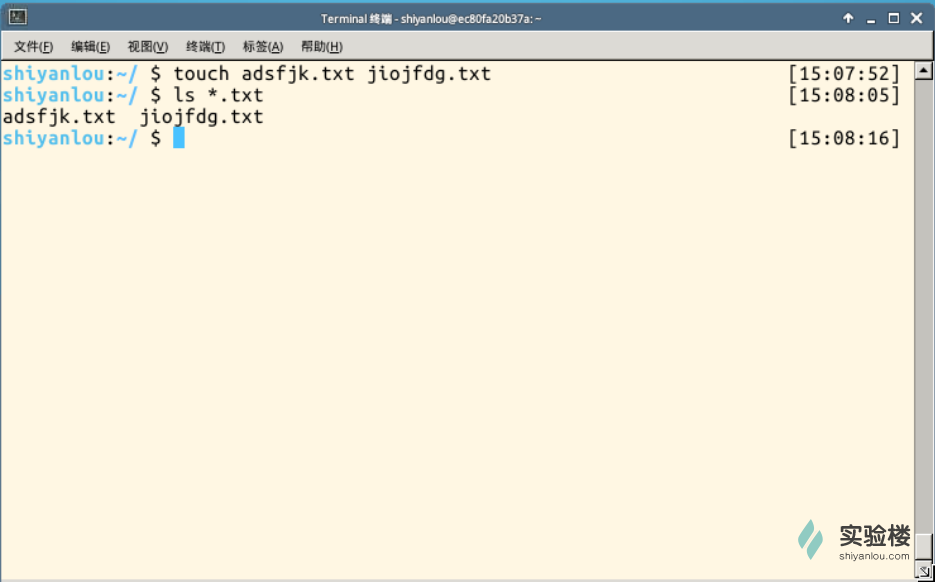 Terminal 终端 - shiyanlou@ec80fa20b37a: ~
文件(F) 编辑(E) 视图(V) 终端(T) 标签(A) 帮助(H)
shiyanlou:~/ $ touch adsfjk.txt jiojfdg.txt [15:07:52]
shiyanlou:~/ $ ls *.txt [15:08:05]
adsfjk.txt  jiojfdg.txt
shiyanlou:~/ $ [15:08:16]
实验楼
shiyanlou.com